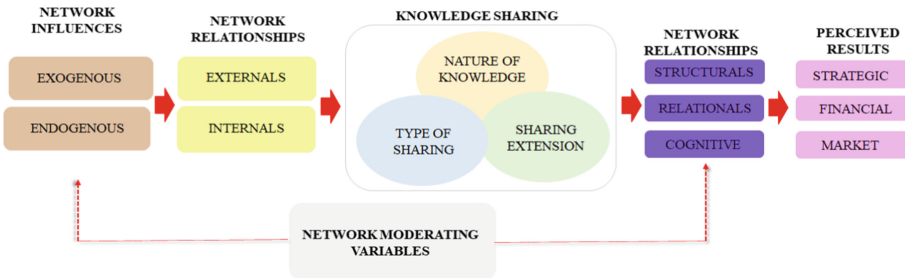 NETWORK
INFLUENCES
EXOGENOUS
ENDOGENOUS
NETWORK
RELATIONSHIPS
EXTERNALS
INTERNALS
KNOWLEDGE SHARING
NATURE OF
KNOWLEDGE
TYPE OF
SHARING
SHARING
EXTENSION
NETWORK
RELATIONSHIPS
STRUCTURALS
RELATIONALS
COGNITIVE
PERCEIVED
RESULTS
STRATEGIC
FINANCIAL
MARKET
NETWORK MODERATING
VARIABLES